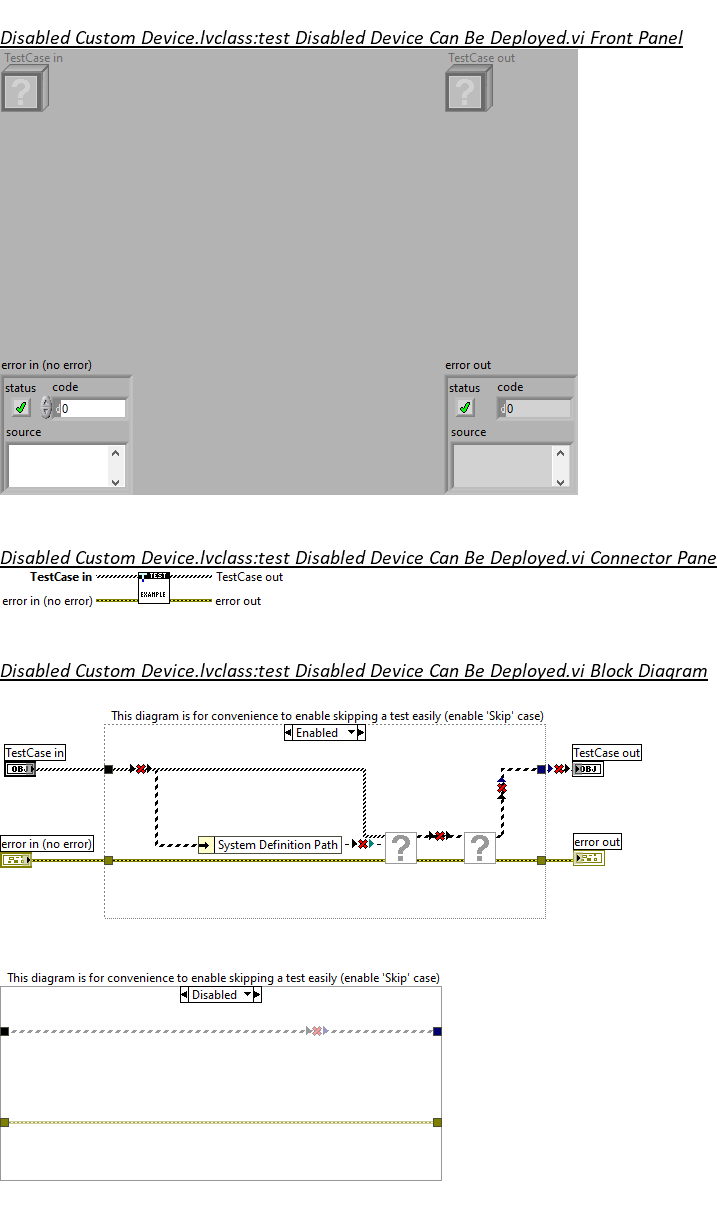 Disabled Custom Device.lvclass:test Disabled Device Can Be Deployed.vi Front Panel
TestCase in
TestCase out
?
?
error in (no error)
error out
status code
status code
d0
d0
source
source
Disabled Custom Device.lvclass:test Disabled Device Can Be Deployed.vi Connector Pane
TestCase in
TEST
TestCase out
error in (no error)
EXAMPLE
error out
Disabled Custom Device.lvclass:test Disabled Device Can Be Deployed.vi Block Diagram
This diagram is for convenience to enable skipping a test easily (enable 'Skip' case)
Enabled
TestCase in
TestCase out
OBJ
OBJ
error in (no error)
System Definition Path
?
?
error out
This diagram is for convenience to enable skipping a test easily (enable 'Skip' case)
Disabled